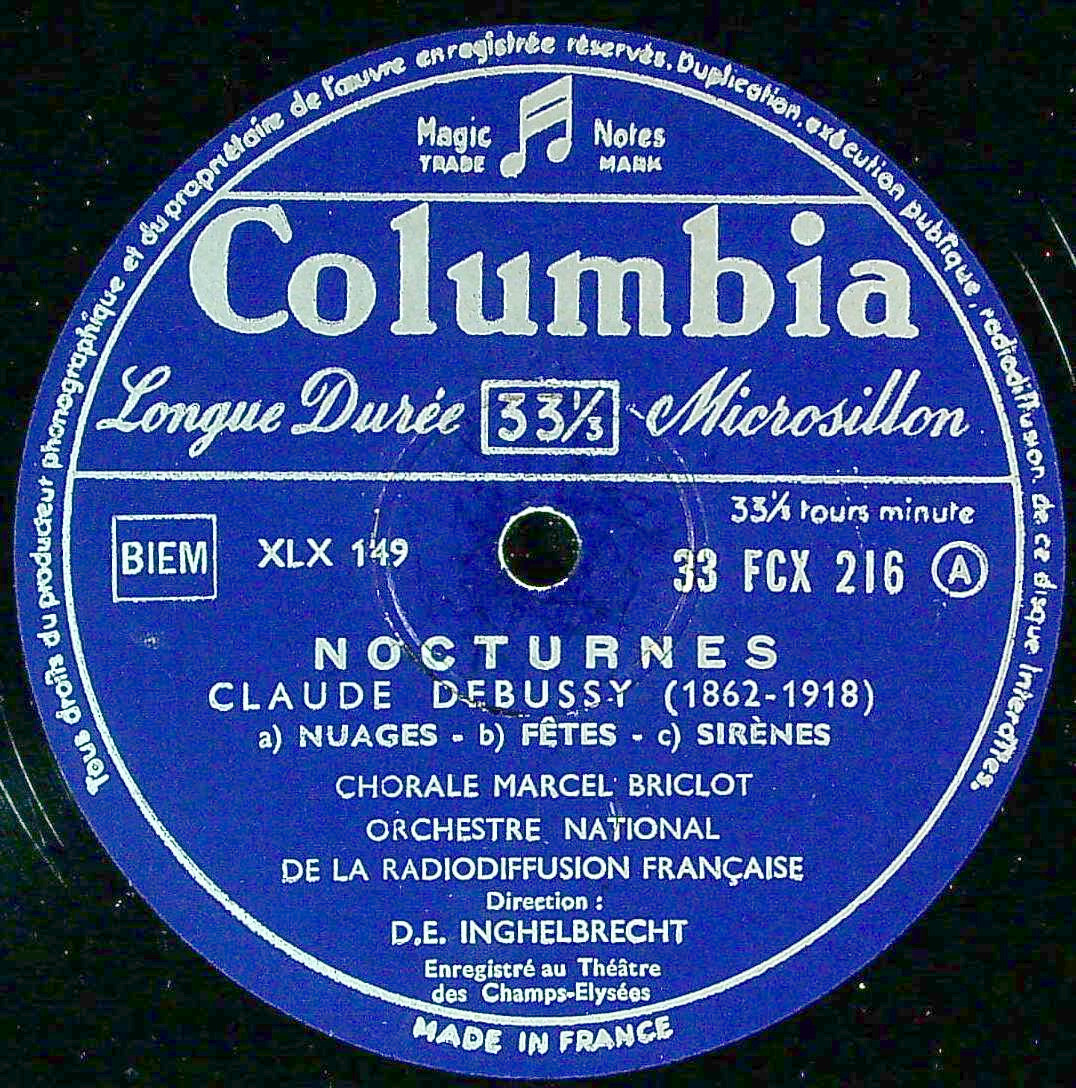 Tous droits du producteur phonographique et du propriétaire de l'œuvre enregistrée réservés. Duplication, exécution publique, radiodiffusion de ce disque interdites.
Magic Notes
TRADE MARK
Columbia
Longue Durée 33⅓ Microsillon
33⅓ tours minute
BIEM XLX 149 33 FCX 216 A
NOCTURNES
CLAUDE DEBUSSY (1862-1918)
a) NUAGES - b) FÊTES - c) SIRÈNES
CHORALE MARCEL BRICLOT
ORCHESTRE NATIONAL
DE LA RADIODIFFUSION FRANÇAISE
Direction :
D.E. INGHELBRECHT
Enregistré au Théâtre
des Champs-Elysées
MADE IN FRANCE